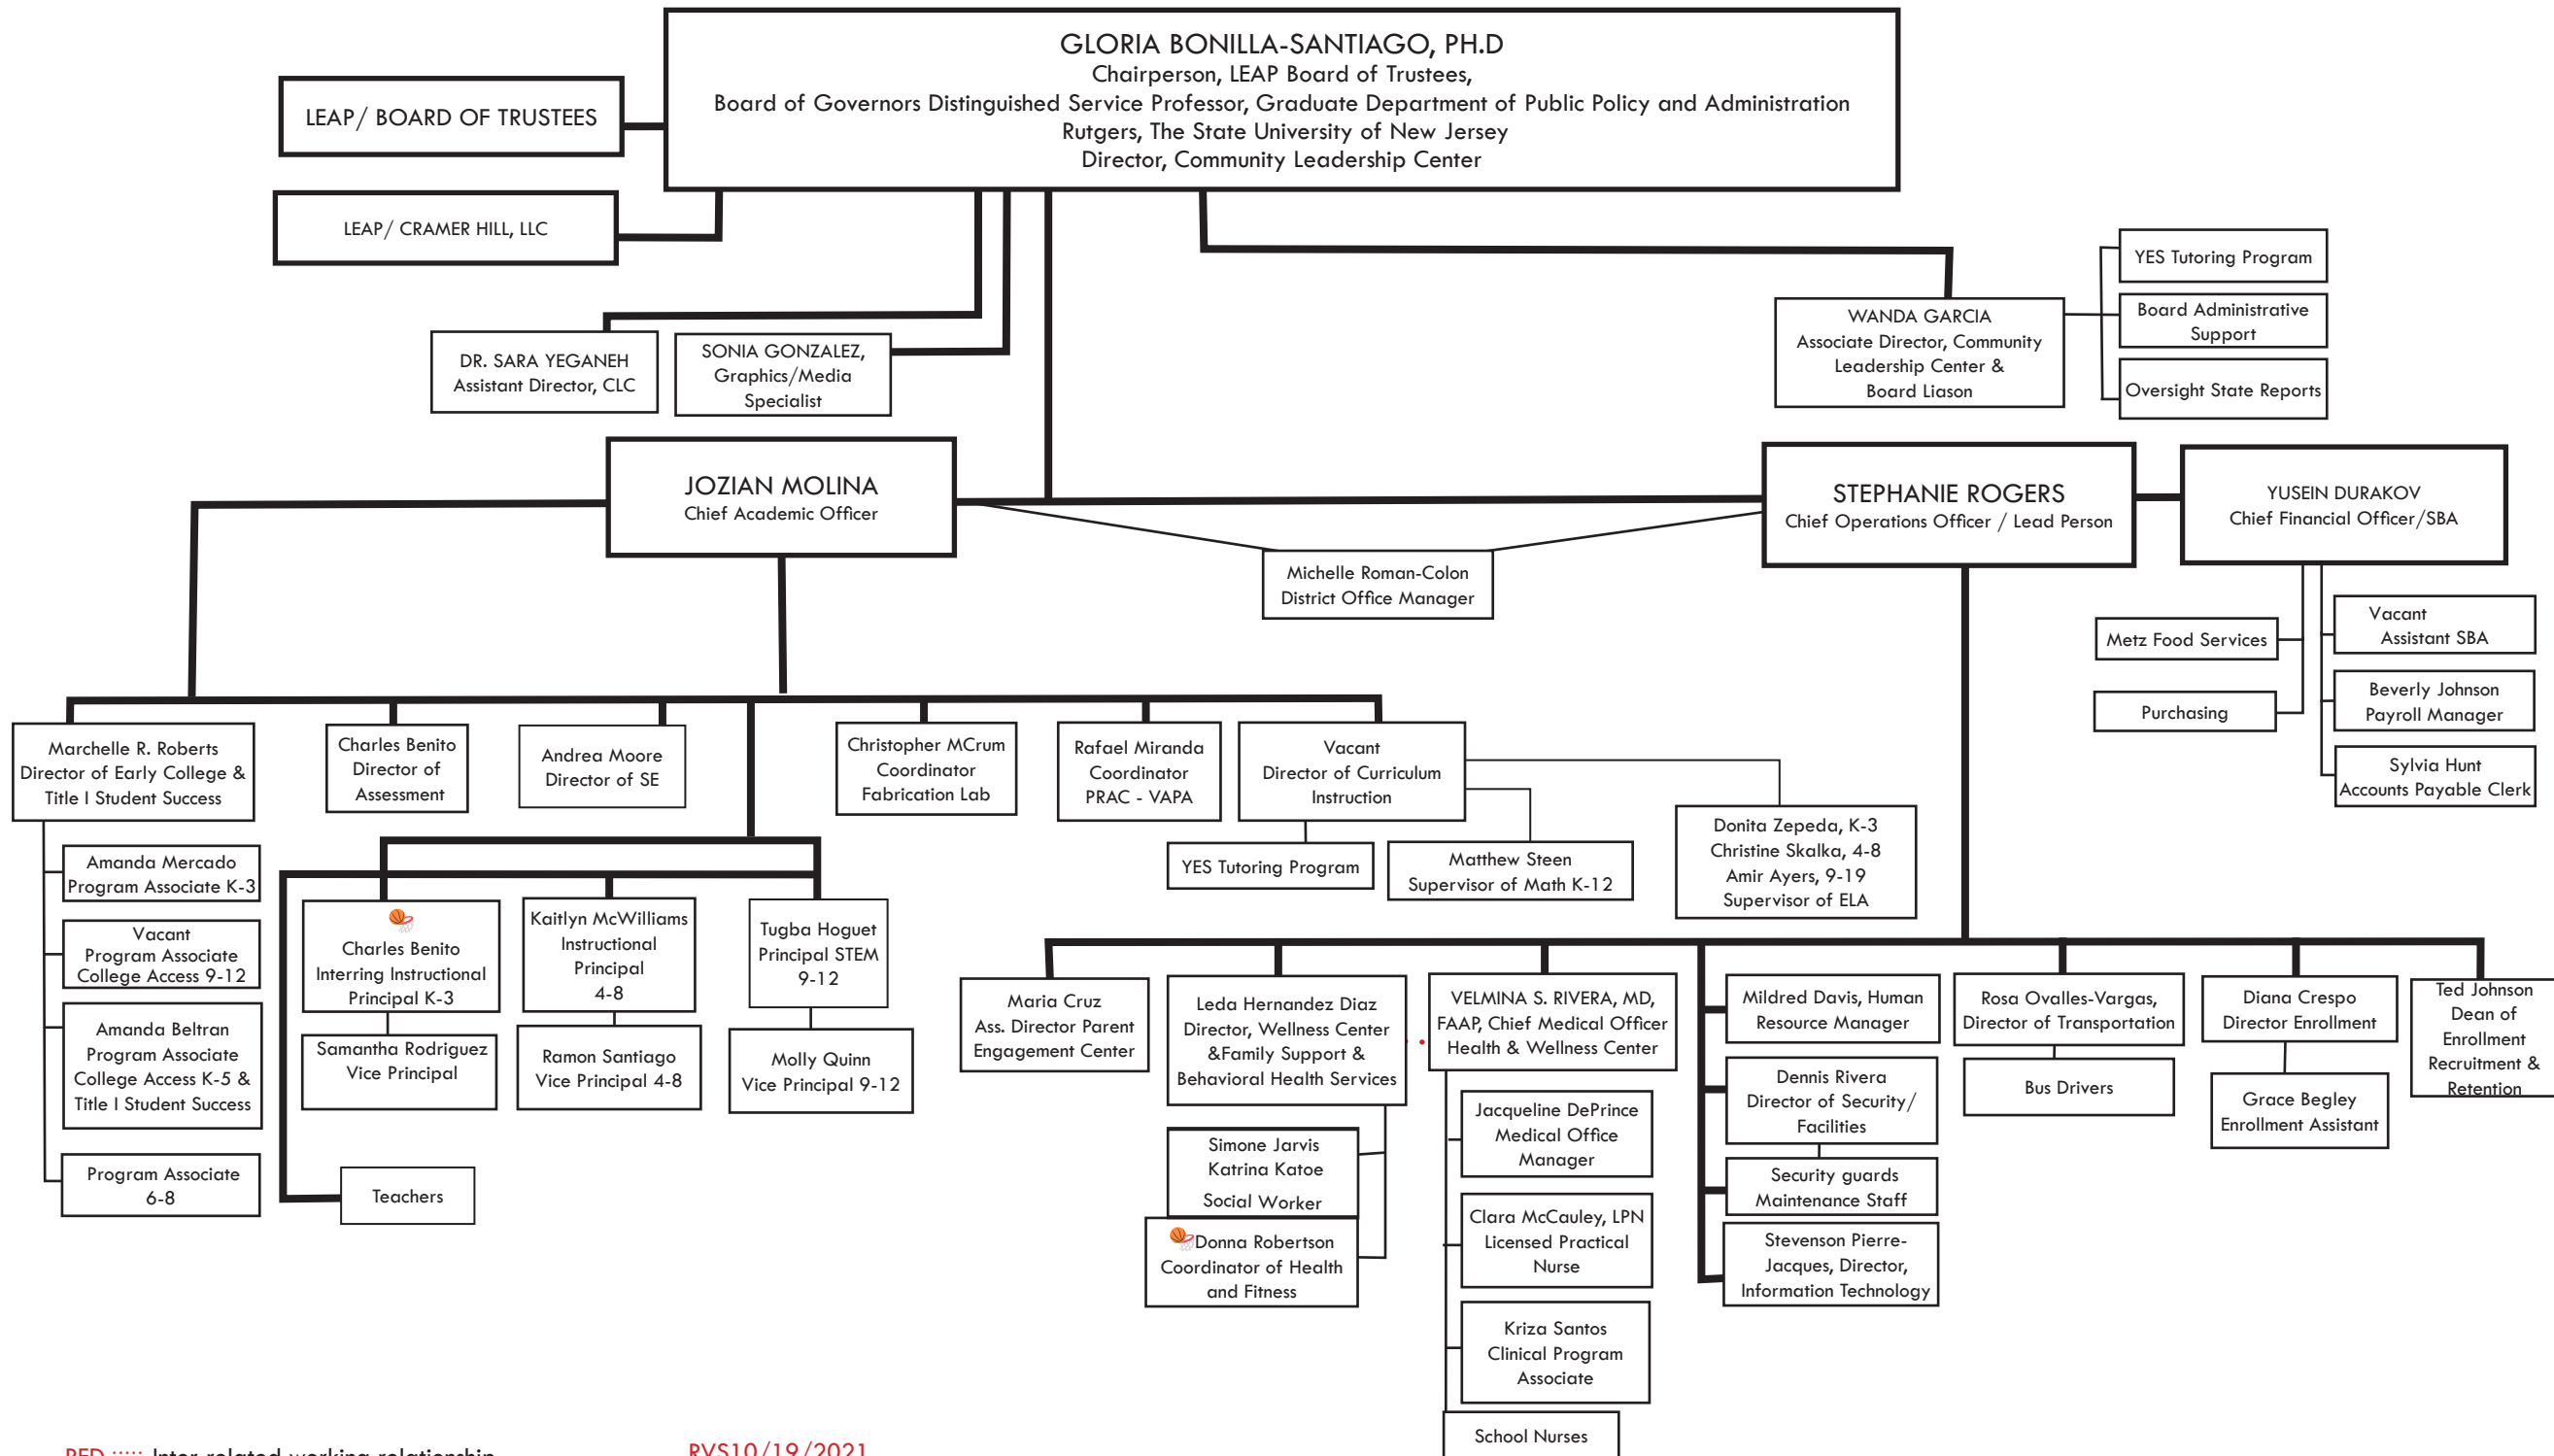 GLORIA BONILLA-SANTIAGO, PH.D
Chairperson, LEAP Board of Trustees,
Board of Governors Distinguished Service Professor, Graduate Department of Public Policy and Administration
Rutgers, The State University of New Jersey
Director, Community Leadership Center
LEAP/ BOARD OF TRUSTEES
LEAP/ CRAMER HILL, LLC
DR. SARA YEGANEH
Assistant Director, CLC
SONIA GONZALEZ,
Graphics/Media
Specialist
WANDA GARCIA
Associate Director, Community
Leadership Center &
Board Liason
YES Tutoring Program
Board Administrative
Support
Oversight State Reports
JOZIAN MOLINA
Chief Academic Officer
STEPHANIE ROGERS
Chief Operations Officer / Lead Person
YUSEIN DURAKOV
Chief Financial Officer/SBA
Michelle Roman-Colon
District Office Manager
Metz Food Services
Purchasing
Vacant
Assistant SBA
Beverly Johnson
Payroll Manager
Sylvia Hunt
Accounts Payable Clerk
Marchelle R. Roberts
Director of Early College &
Title I Student Success
Charles Benito
Director of
Assessment
Andrea Moore
Director of SE
Christopher MCrum
Coordinator
Fabrication Lab
Rafael Miranda
Coordinator
PRAC - VAPA
Vacant
Director of Curriculum
Instruction
YES Tutoring Program
Matthew Steen
Supervisor of Math K-12
Donita Zepeda, K-3
Christine Skalka, 4-8
Amir Ayers, 9-19
Supervisor of ELA
Amanda Mercado
Program Associate K-3
Vacant
Program Associate
College Access 9-12
Amanda Beltran
Program Associate
College Access K-5 &
Title I Student Success
Program Associate
6-8
Charles Benito
Interring Instructional
Principal K-3
Kaitlyn McWilliams
Instructional
Principal
4-8
Tugba Hoguet
Principal STEM
9-12
Samantha Rodriguez
Vice Principal
Ramon Santiago
Vice Principal 4-8
Molly Quinn
Vice Principal 9-12
Teachers
Maria Cruz
Ass. Director Parent
Engagement Center
Leda Hernandez Diaz
Director, Wellness Center
&Family Support &
Behavioral Health Services
VELMINA S. RIVERA, MD,
FAAP, Chief Medical Officer
Health & Wellness Center
Mildred Davis, Human
Resource Manager
Rosa Ovalles-Vargas,
Director of Transportation
Diana Crespo
Director Enrollment
Ted Johnson
Dean of
Enrollment
Recruitment &
Retention
Dennis Rivera
Director of Security/
Facilities
Bus Drivers
Grace Begley
Enrollment Assistant
Simone Jarvis
Katrina Katoe
Social Worker
Jacqueline DePrince
Medical Office
Manager
Security guards
Maintenance Staff
Donna Robertson
Coordinator of Health
and Fitness
Clara McCauley, LPN
Licensed Practical
Nurse
Stevenson Pierre-
Jacques, Director,
Information Technology
Kriza Santos
Clinical Program
Associate
School Nurses
RED ::::: Inter-related working relationship
RVS10/19/2021